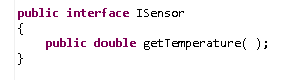 public interface ISensor
{
    public double getTemperature( );
}